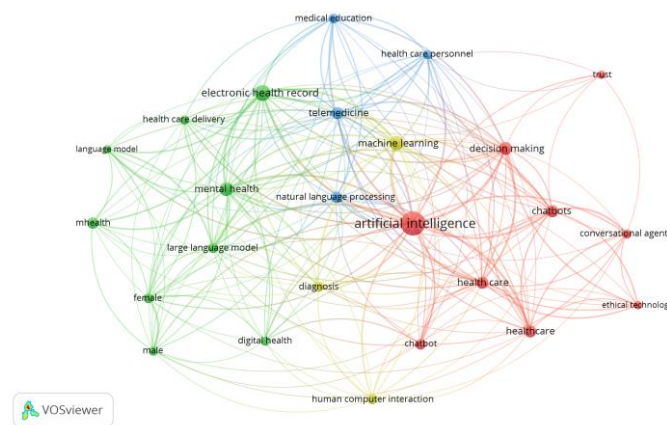 medical education
health care personnel
trust
electronic health record
telemedicine
health care delivery
machine learning
language model
decision making
mental health
natural language processing
chatbots
mhealth
artificial intelligence
conversational agent
large language model
health care
diagnosis
female
ethical technolog
healthcare
digital health
chatbot
male
human computer interaction
VOSviewer